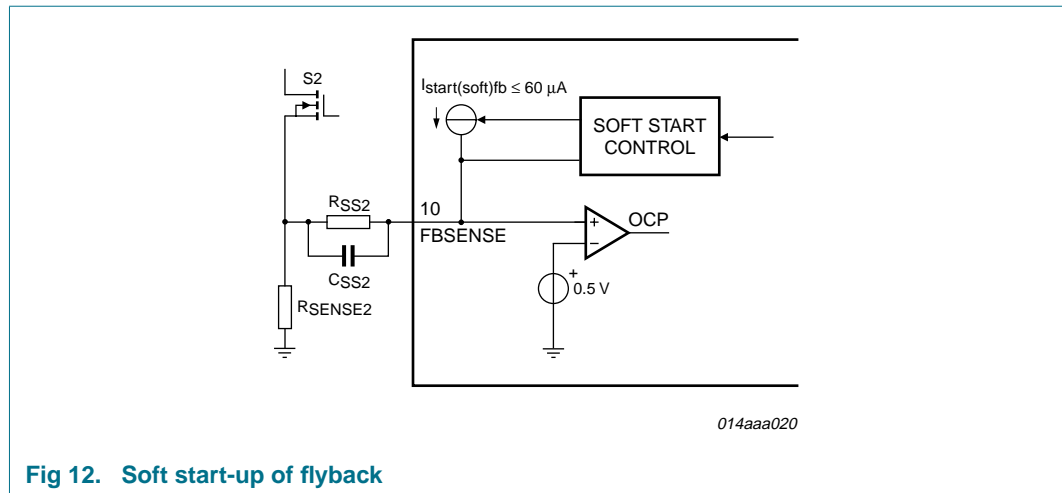 S2
Istart(soft)fb ≤ 60 μA
SOFT START
CONTROL
RSS2
10
FBSENSE
CSS2
RSENSE2
+
−
OCP
+
0.5 V
014aaa020
Fig 12. Soft start-up of flyback